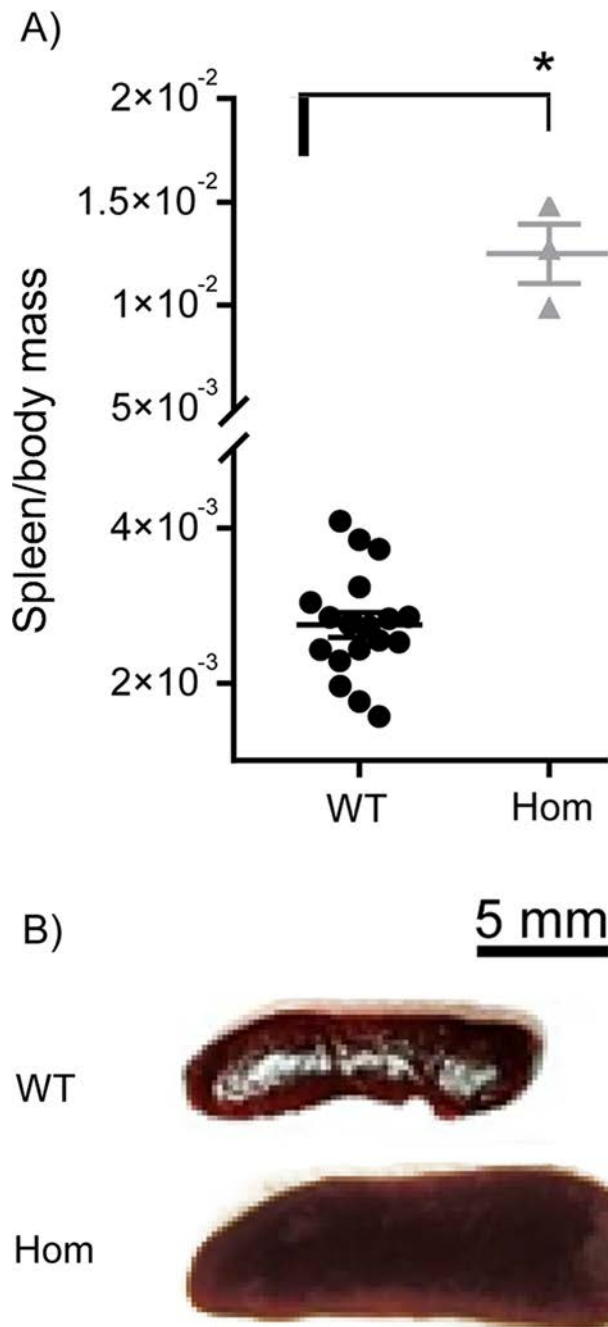 A)
*
2×10⁻²
1.5×10⁻²
1×10⁻²
5×10⁻³
4×10⁻³
2×10⁻³
Spleen/body mass
WT Hom
B)
5 mm
WT
Hom